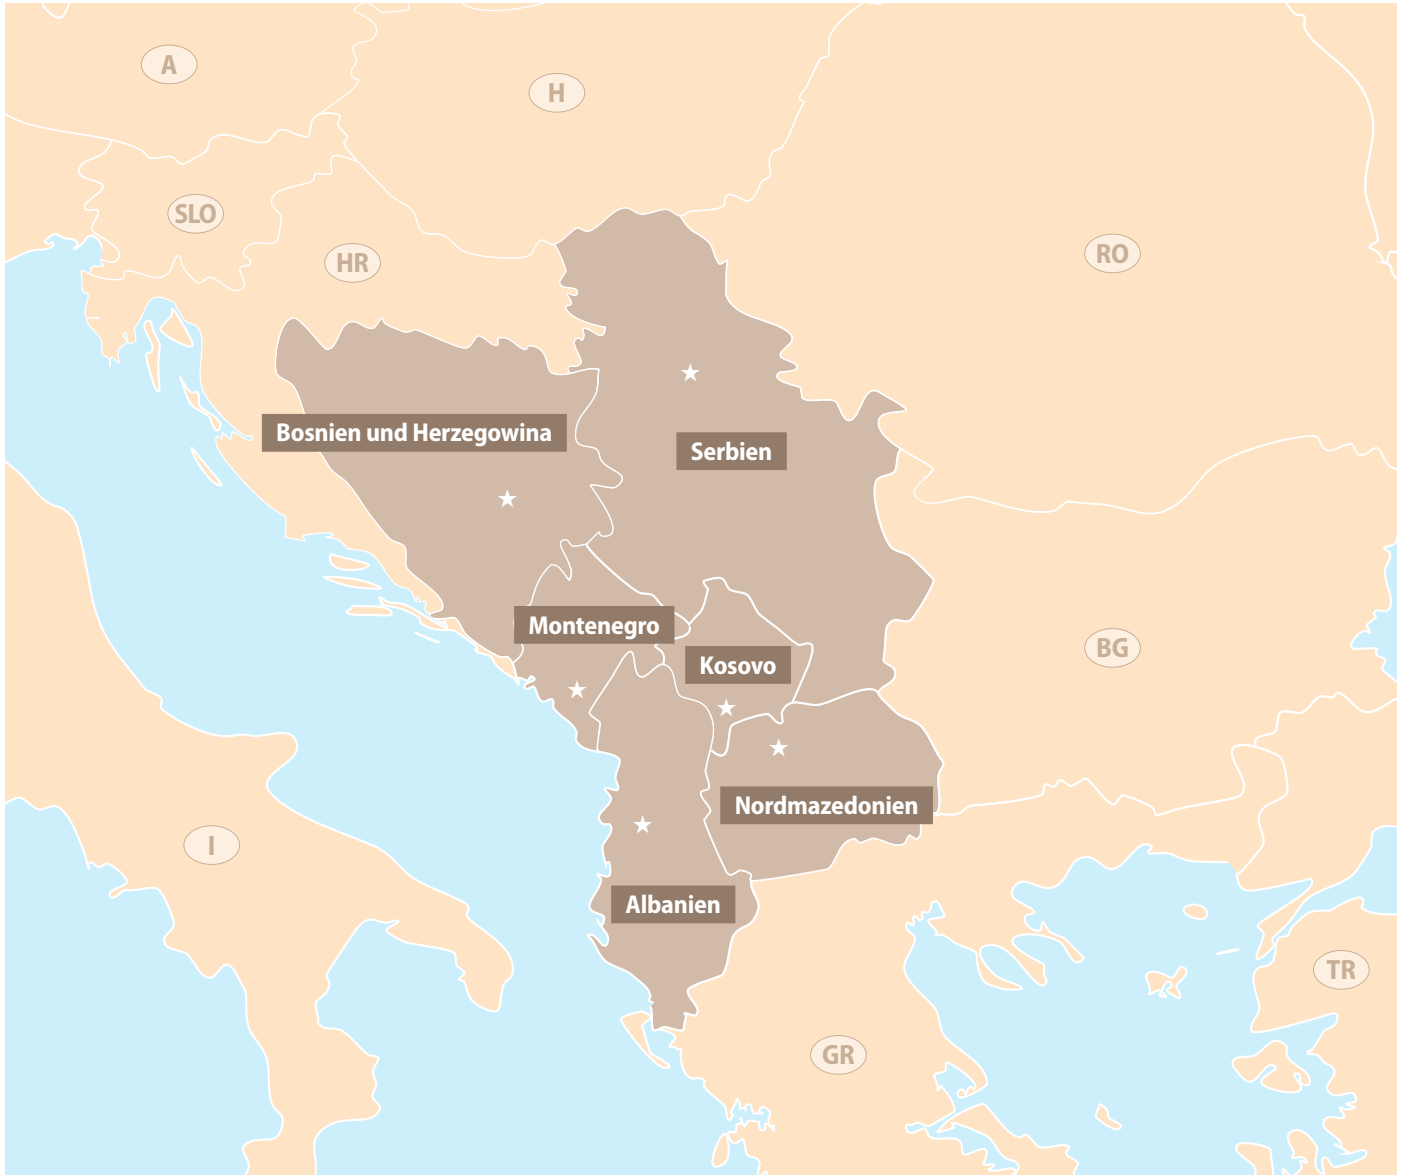 A
H
SLO
HR
RO
Bosnien und Herzegowina
Serbien
Montenegro
BG
Kosovo
Nordmazedonien
I
Albanien
TR
GR